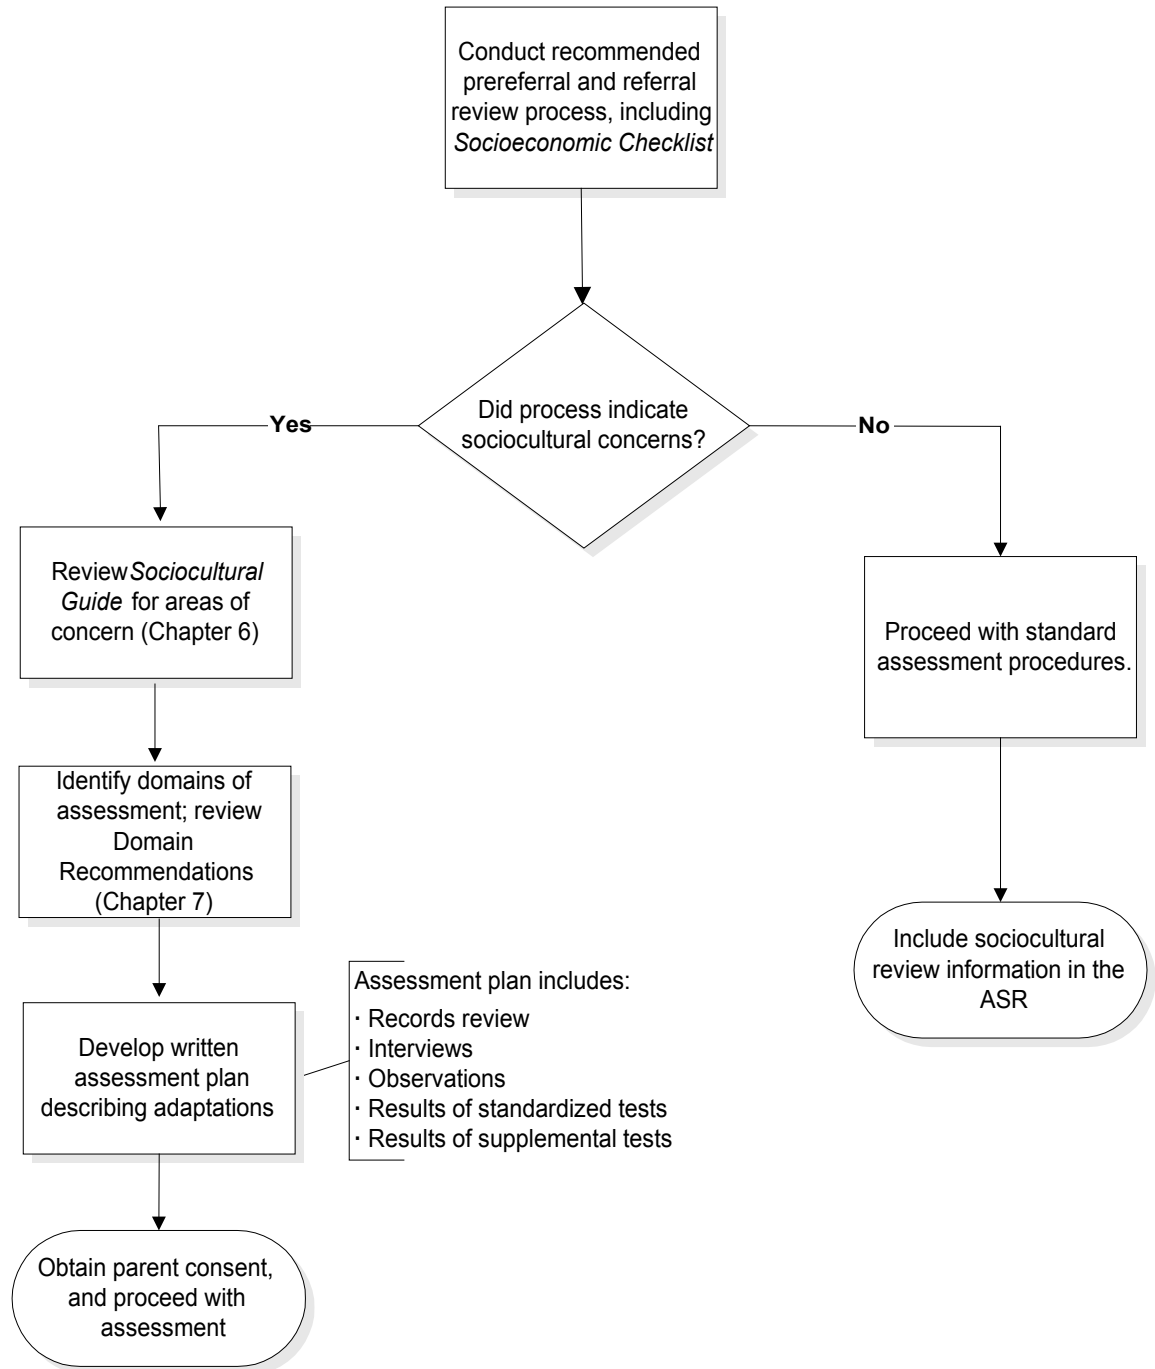 Conduct recommended
prereferral and referral
review process, including
Socioeconomic Checklist
Did process indicate
sociocultural concerns?
Yes
No
Review Sociocultural
Guide for areas of
concern (Chapter 6)
Identify domains of
assessment; review
Domain
Recommendations
(Chapter 7)
Develop written
assessment plan
describing adaptations
Assessment plan includes:
· Records review
· Interviews
· Observations
· Results of standardized tests
· Results of supplemental tests
Obtain parent consent,
and proceed with
assessment
Proceed with standard
assessment procedures.
Include sociocultural
review information in the
ASR